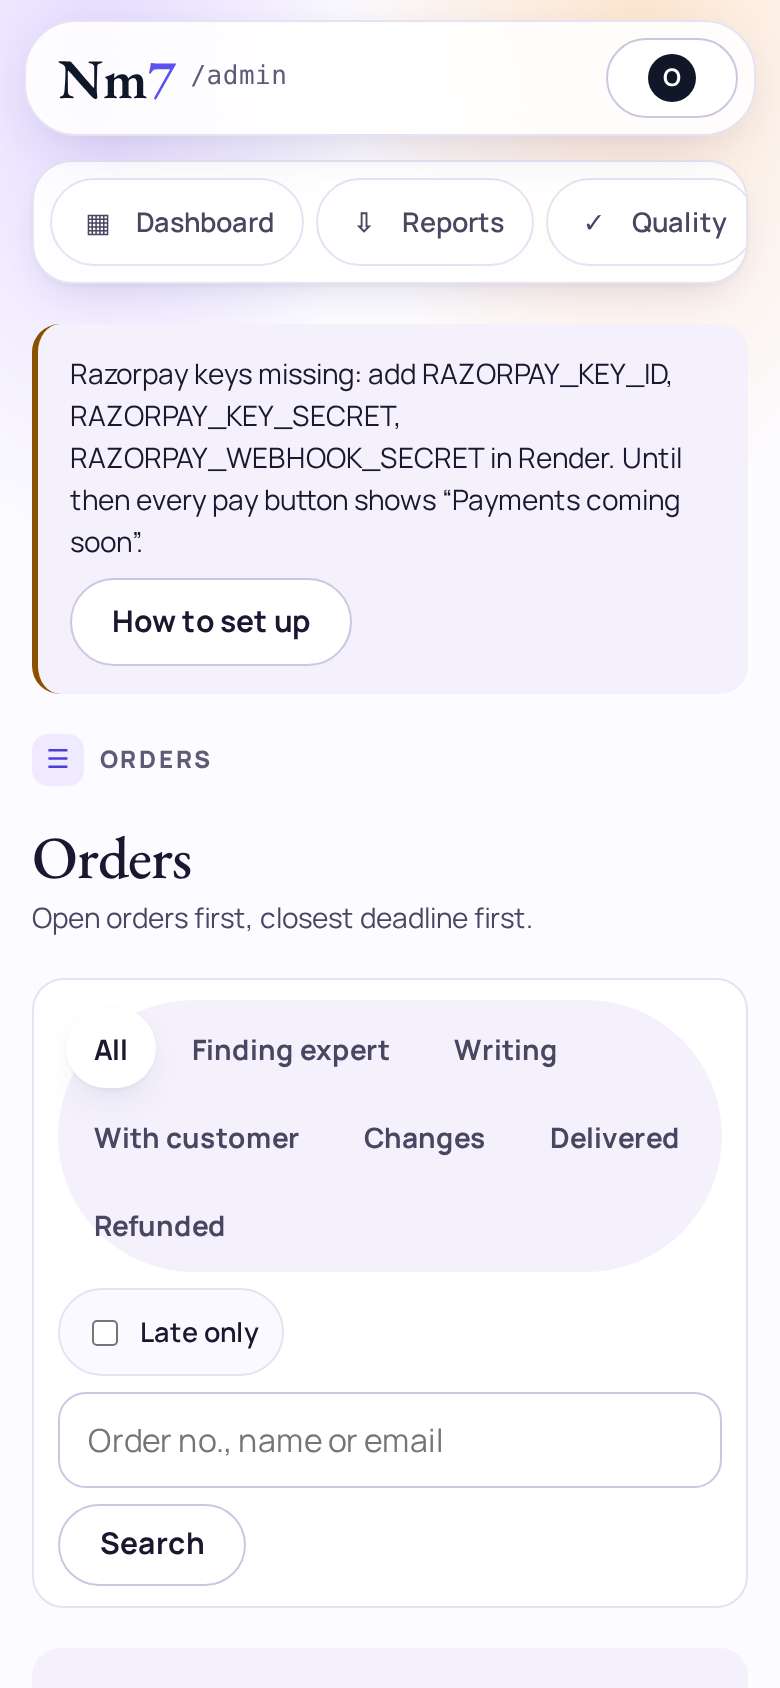 Nm7 /admin
O
▦ Dashboard
⇩ Reports
✓ Quality
Razorpay keys missing: add RAZORPAY_KEY_ID,
RAZORPAY_KEY_SECRET,
RAZORPAY_WEBHOOK_SECRET in Render. Until
then every pay button shows “Payments coming
soon”.
How to set up
☰ ORDERS
Orders
Open orders first, closest deadline first.
All Finding expert Writing
With customer Changes Delivered
Refunded
Late only
Order no., name or email
Search